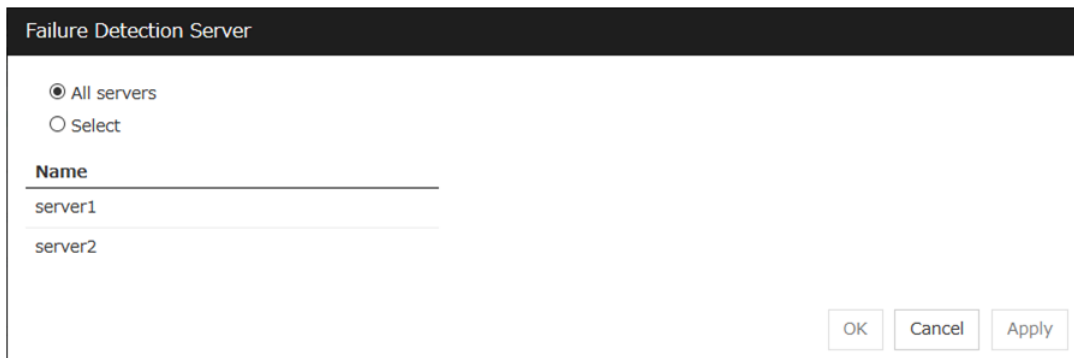 Failure Detection Server
All servers
Select
Name
server1
server2
OK Cancel Apply